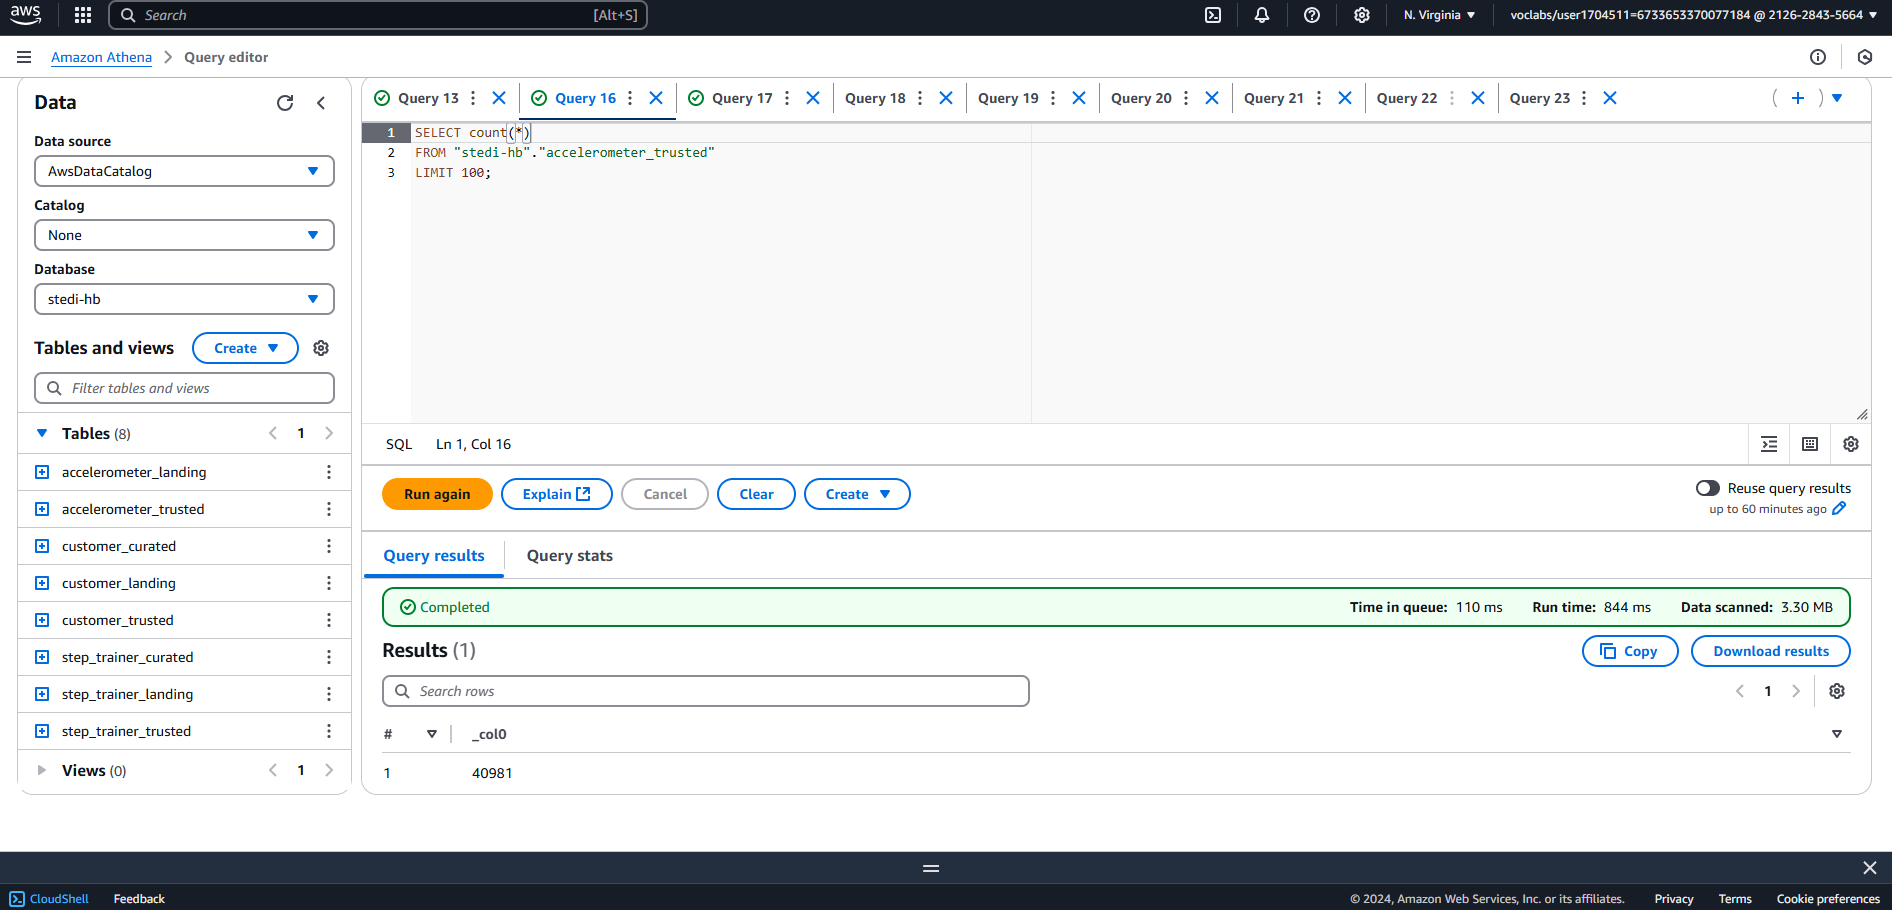 aws
Search
[Alt+S]
N. Virginia
voclabs/user1704511=6733653370077184 @ 2126-2843-5664
Amazon Athena
Query editor
Data
Data source
AwsDataCatalog
Catalog
None
Database
stedi-hb
Tables and views
Create
Filter tables and views
Tables (8)
1
accelerometer_landing
accelerometer_trusted
customer_curated
customer_landing
customer_trusted
step_trainer_curated
step_trainer_landing
step_trainer_trusted
Views (0)
1
Query 13
Query 16
Query 17
Query 18
Query 19
Query 20
Query 21
Query 22
Query 23
1 SELECT count(*)
2 FROM "stedi-hb"."accelerometer_trusted"
3 LIMIT 100;
SQL Ln 1, Col 16
Run again
Explain
Cancel
Clear
Create
Reuse query results
up to 60 minutes ago
Query results
Query stats
Completed
Time in queue: 110 ms
Run time: 844 ms
Data scanned: 3.30 MB
Results (1)
Copy
Download results
Search rows
1
# _col0
1 40981
CloudShell
Feedback
© 2024, Amazon Web Services, Inc. or its affiliates.
Privacy
Terms
Cookie preferences